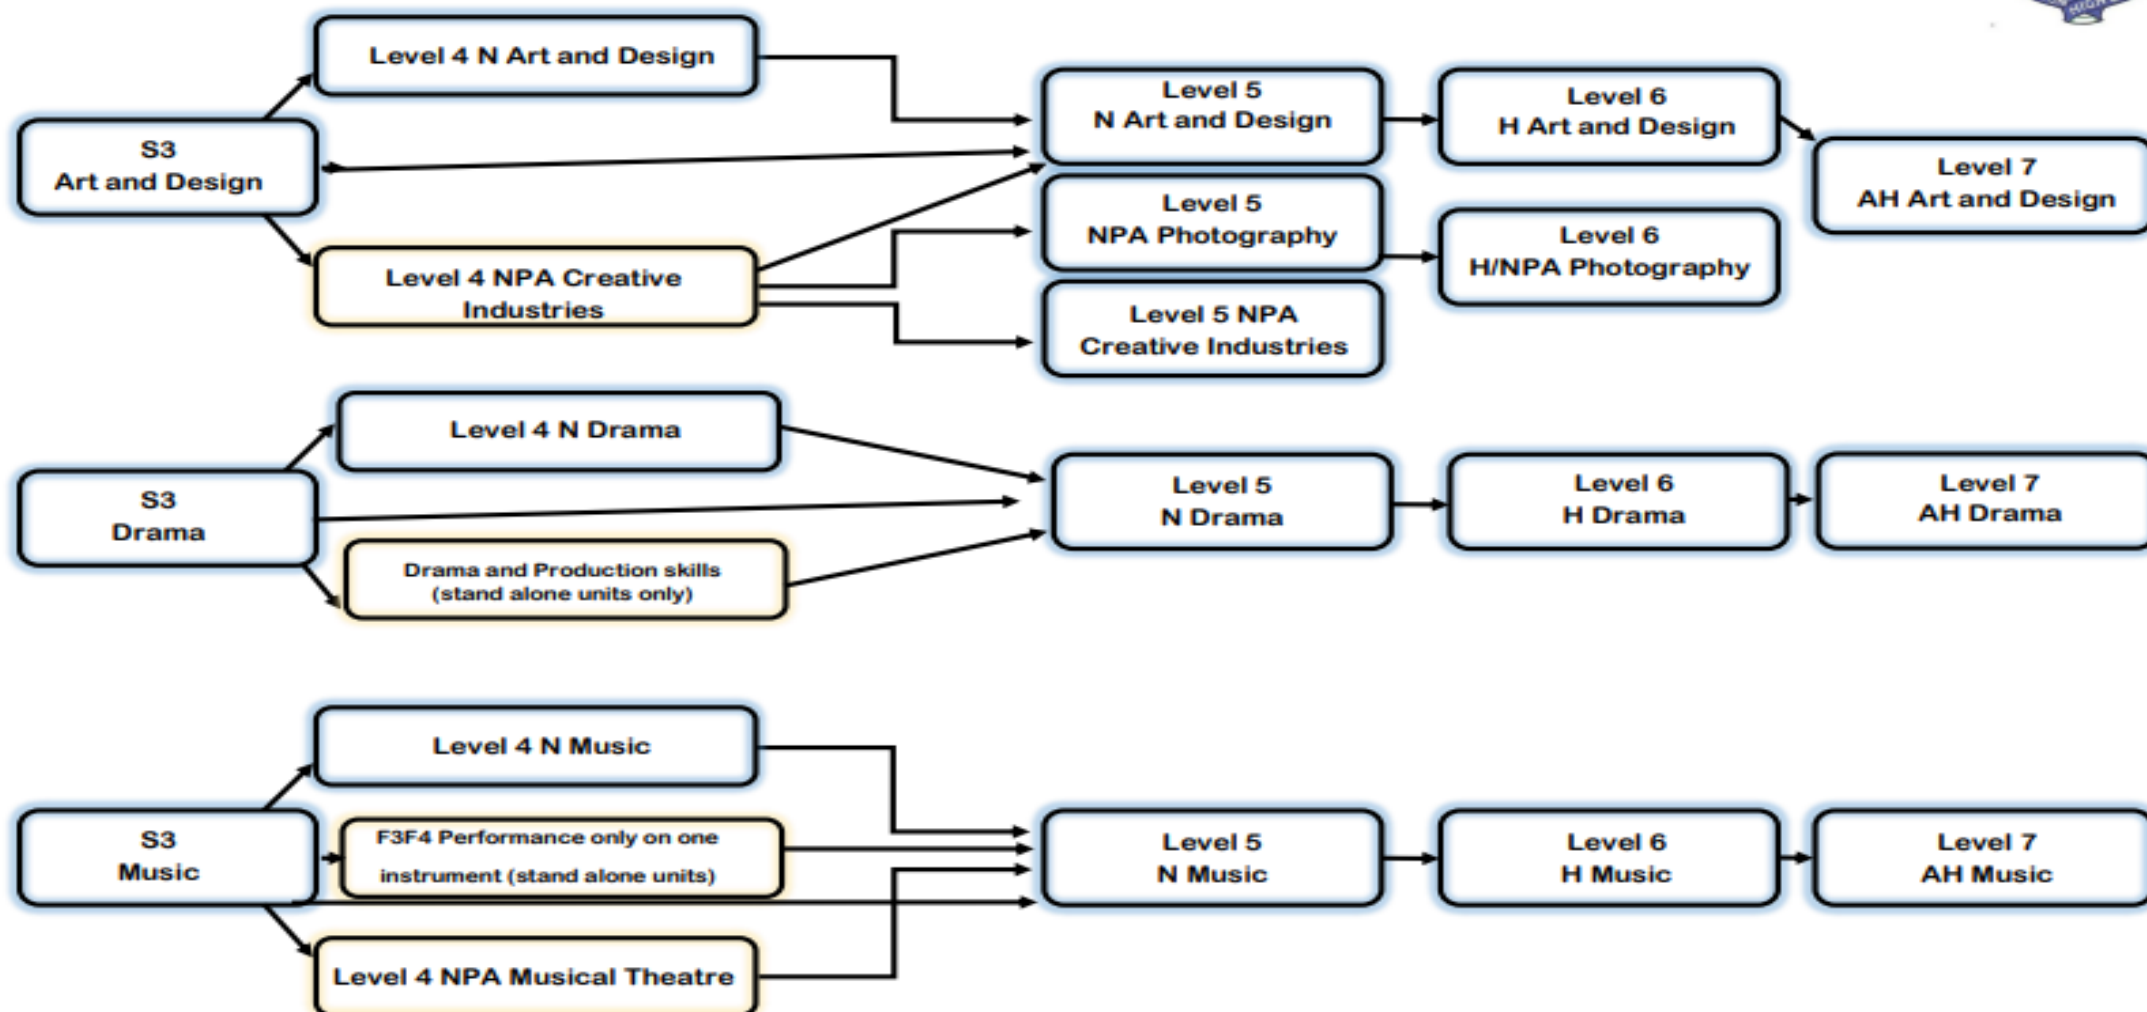 HIGH
Level 4 N Art and Design
S3
Art and Design
Level 4 NPA Creative
Industries
Level 5
N Art and Design
Level 5
NPA Photography
Level 5 NPA
Creative Industries
Level 6
H Art and Design
Level 6
H/NPA Photography
Level 7
AH Art and Design
Level 4 N Drama
S3
Drama
Drama and Production skills
(stand alone units only)
Level 5
N Drama
Level 6
H Drama
Level 7
AH Drama
Level 4 N Music
S3
Music
F3F4 Performance only on one
instrument (stand alone units)
Level 4 NPA Musical Theatre
Level 5
N Music
Level 6
H Music
Level 7
AH Music